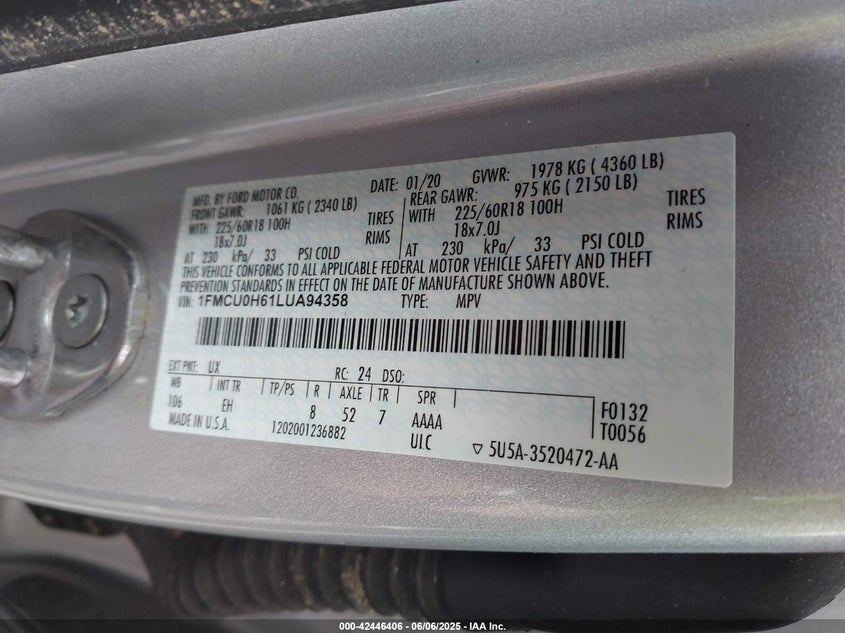 MFD. BY FORD MOTOR CO. DATE: 01/20 GVWR: 1978 KG ( 4360 LB)
FRONT GAWR: 1061 KG ( 2340 LB) REAR GAWR: 975 KG ( 2150 LB)
WITH 225/60R18 100H TIRES WITH 225/60R18 100H TIRES
18x7.0J RIMS 18x7.0J RIMS
AT 230 kPa/ 33 PSI COLD AT 230 kPa/ 33 PSI COLD
THIS VEHICLE CONFORMS TO ALL APPLICABLE FEDERAL MOTOR VEHICLE SAFETY AND THEFT
PREVENTION STANDARDS IN EFFECT ON THE DATE OF MANUFACTURE SHOWN ABOVE.
VIN: 1FMCU0H61LUA94358 TYPE: MPV
EXT PNT: UX RC: 24 DSO:
WB INT TR TP/PS R AXLE TR SPR
106 EH 8 52 7 AAAA F0132
MADE IN U.S.A. 1202001236882 UI.C T0056
▽ 5U5A-3520472-AA
000-42446406 - 06/06/2025 - IAA Inc.